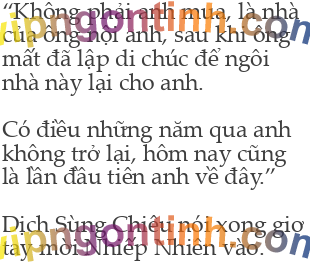 “Không phải anh mua, là nhà
của ông nội anh, sau khi ông
mất đã lập di chúc để ngôi
nhà này lại cho anh.
Có điều những năm qua anh
không trở lại, hôm nay cũng
là lần đầu tiên anh về đây.”
Dịch Sùng Chiêu nói xong giơ
tay mời Nhiếp Nhiên vào.